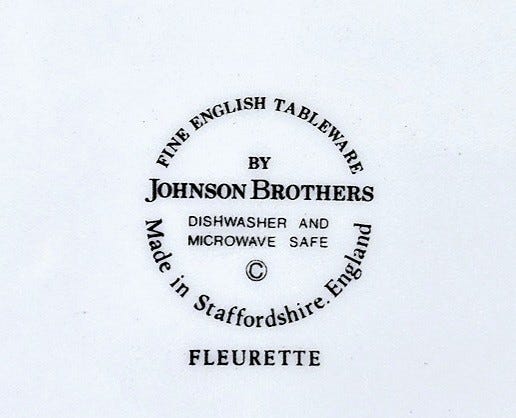 FINE ENGLISH TABLEWARE
BY
JOHNSON BROTHERS
DISHWASHER AND
MICROWAVE SAFE
©
Made in Staffordshire. England
FLEURETTE